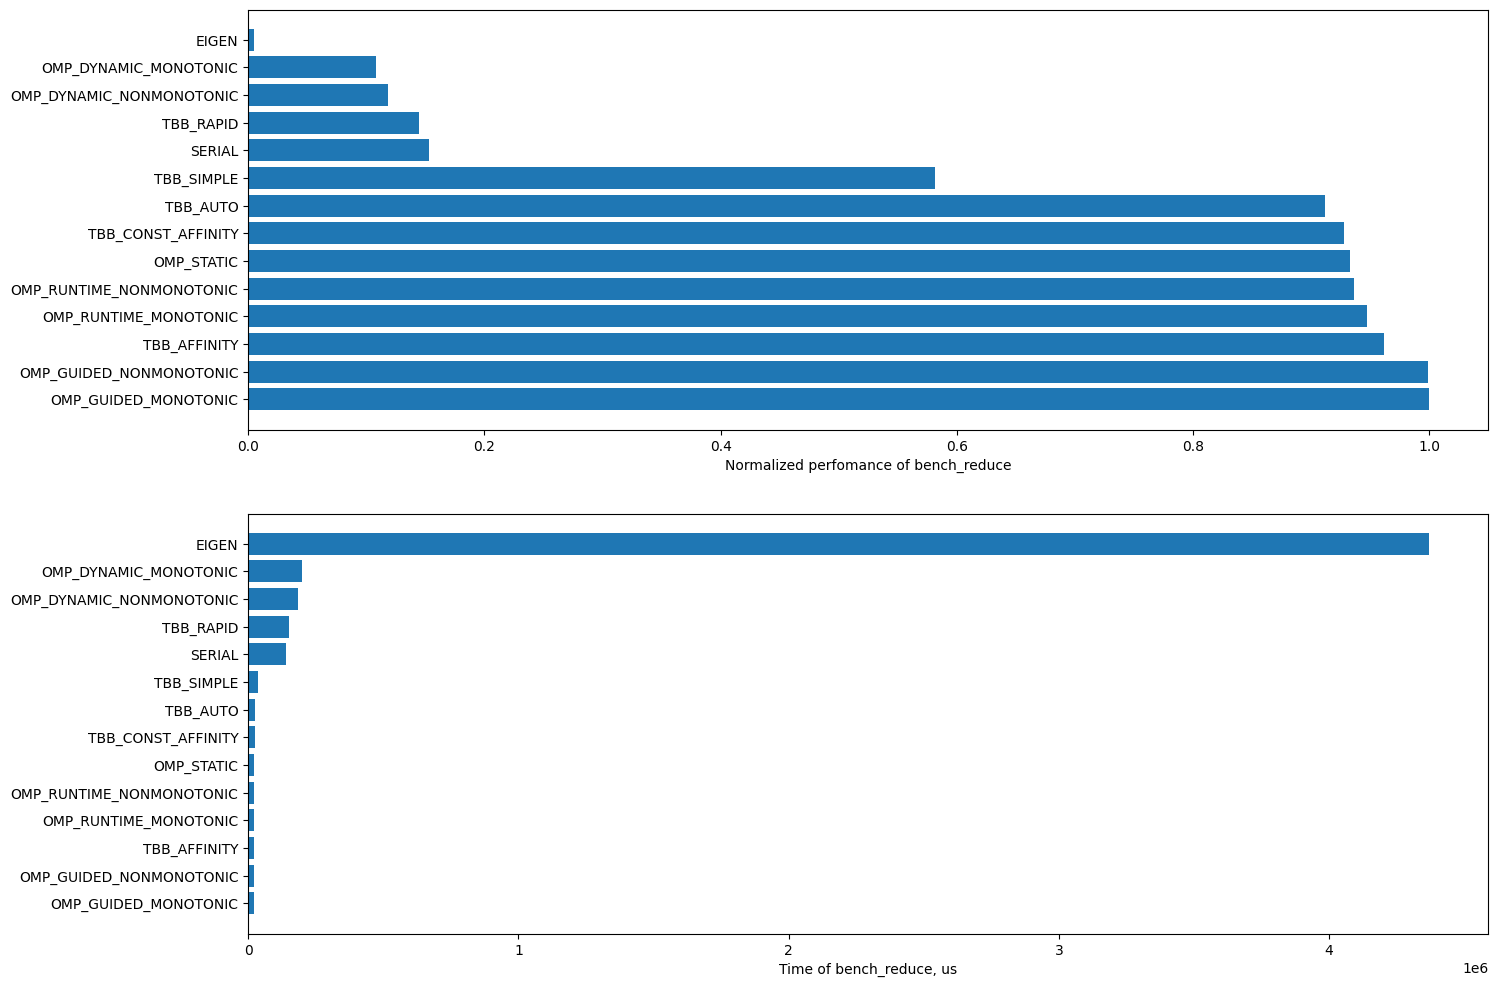 EIGEN
OMP_DYNAMIC_MONOTONIC
OMP_DYNAMIC_NONMONOTONIC
TBB_RAPID
SERIAL
TBB_SIMPLE
TBB_AUTO
TBB_CONST_AFFINITY
OMP_STATIC
OMP_RUNTIME_NONMONOTONIC
OMP_RUNTIME_MONOTONIC
TBB_AFFINITY
OMP_GUIDED_NONMONOTONIC
OMP_GUIDED_MONOTONIC
0.0 0.2 0.4 0.6 0.8 1.0
Normalized perfomance of bench_reduce
EIGEN
OMP_DYNAMIC_MONOTONIC
OMP_DYNAMIC_NONMONOTONIC
TBB_RAPID
SERIAL
TBB_SIMPLE
TBB_AUTO
TBB_CONST_AFFINITY
OMP_STATIC
OMP_RUNTIME_NONMONOTONIC
OMP_RUNTIME_MONOTONIC
TBB_AFFINITY
OMP_GUIDED_NONMONOTONIC
OMP_GUIDED_MONOTONIC
0 1 2 3 4
Time of bench_reduce, us
1e6